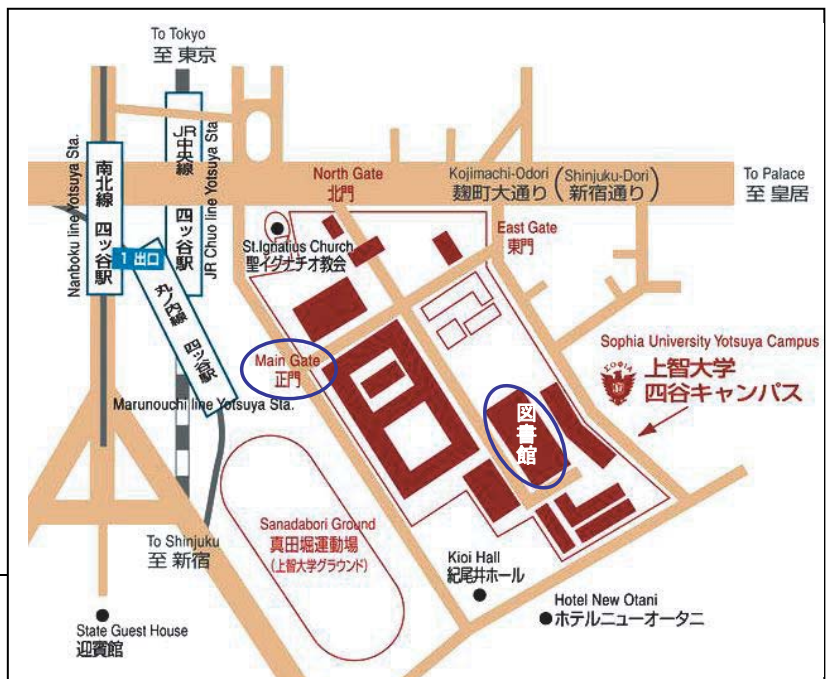 To Tokyo
至 東京
Nanboku line Yotsuya Sta.
南北線 四ッ谷駅
JR中央線 四ッ谷駅
JR Chuo line Yotsuya Sta.
1 出口
丸ノ内線 四ッ谷駅
Marunouchi line Yotsuya Sta.
North Gate
北門
Kojimachi-Odori (Shinjuku-Dori)
麹町大通り(新宿通り)
To Palace
至 皇居
East Gate
東門
St.Ignatius Church
聖イグナチオ教会
Main Gate
正門
Sophia University Yotsuya Campus
上智大学
四谷キャンパス
図書館
Sanadabori Ground
真田堀運動場
(上智大学グラウンド)
To Shinjuku
至 新宿
Kioi Hall
紀尾井ホール
Hotel New Otani
ホテルニューオータニ
State Guest House
迎賓館